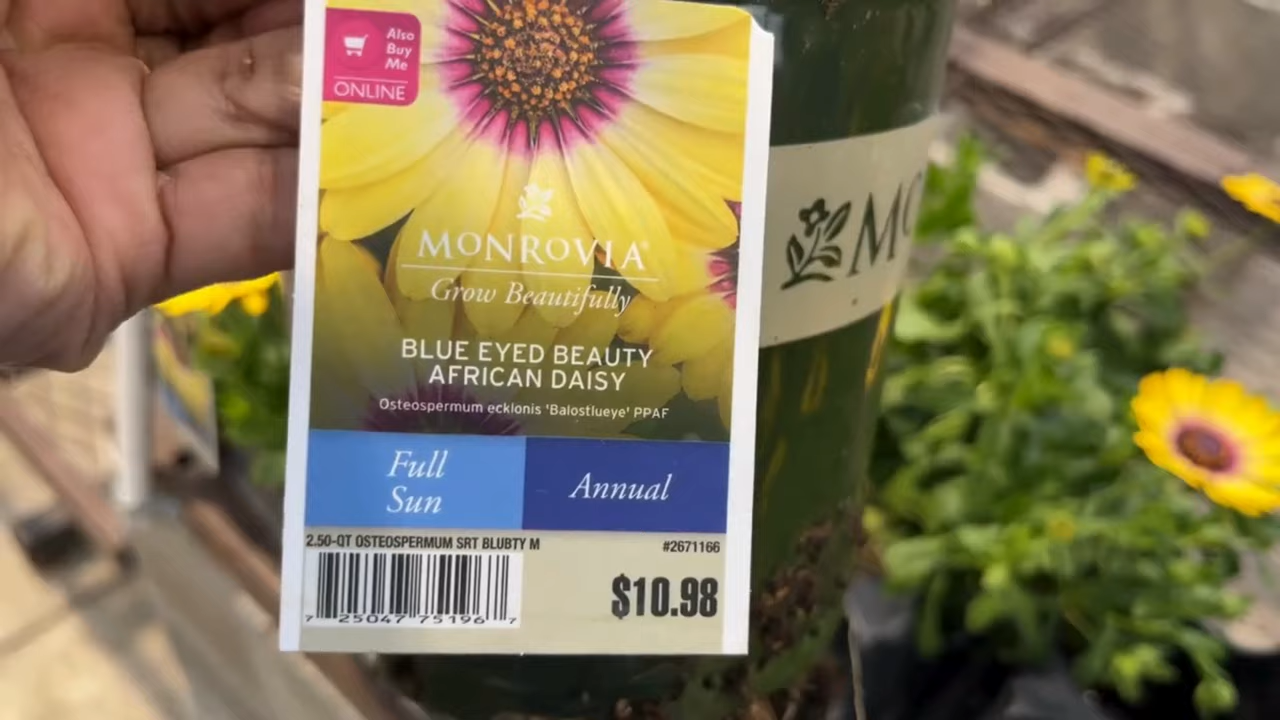 Also
Buy
Me
ONLINE
MONROVIA®
Grow Beautifully
BLUE EYED BEAUTY
AFRICAN DAISY
Osteospermum ecklonis 'Balostlueye' PPAF
Full
Sun
Annual
2.50-QT OSTEOSPERMUM SRT BLUBTY M
#2671166
$10.98
7 25047 75196 7
MO